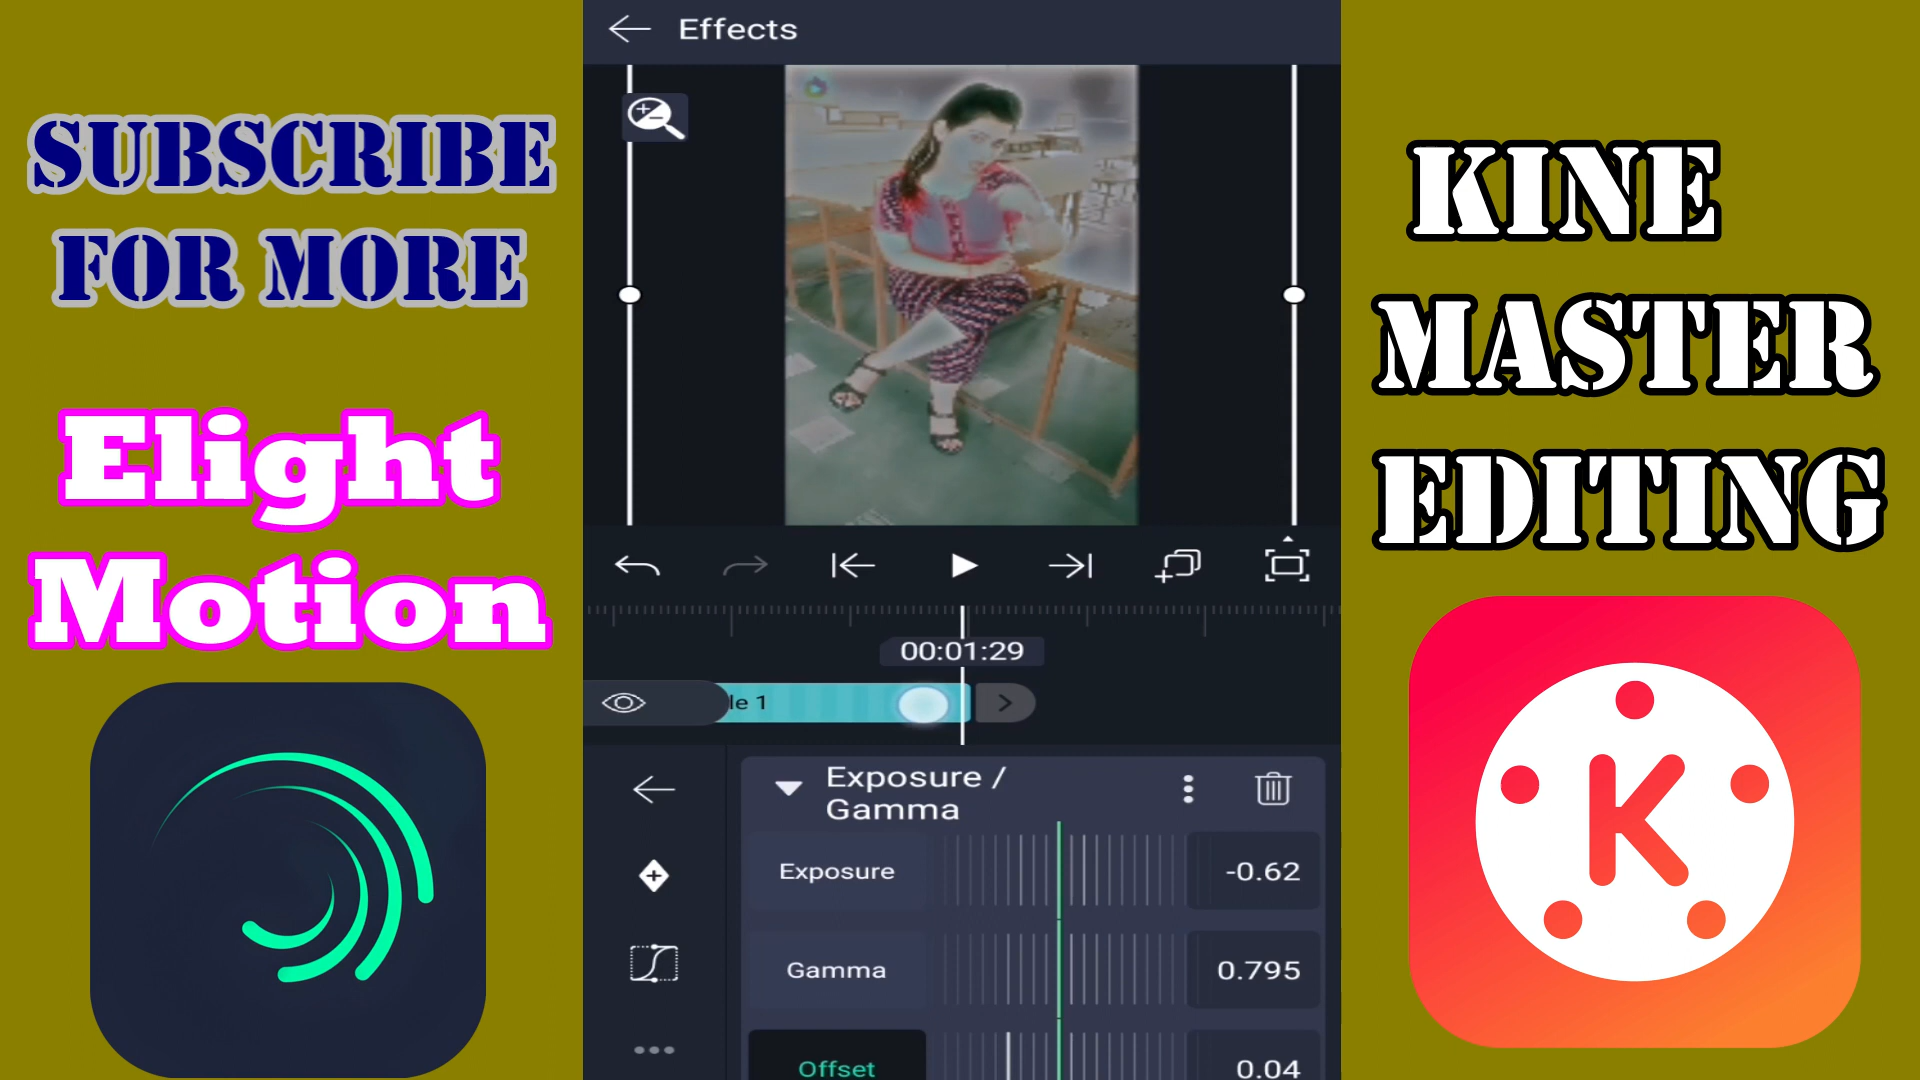 SUBSCRIBE
FOR MORE
Elight
Motion
Effects
00:01:29
le 1
Exposure /
Gamma
Exposure
-0.62
Gamma
0.795
Offset
0.04
KINE
MASTER
EDITING
K